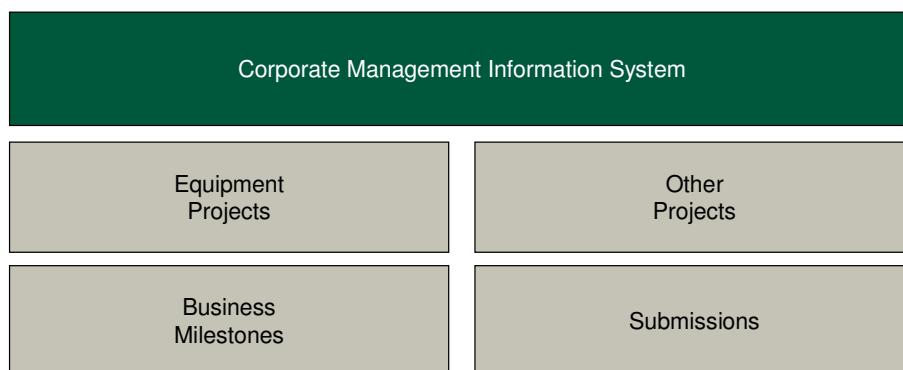 Corporate Management Information System
Equipment
Projects
Other
Projects
Business
Milestones
Submissions